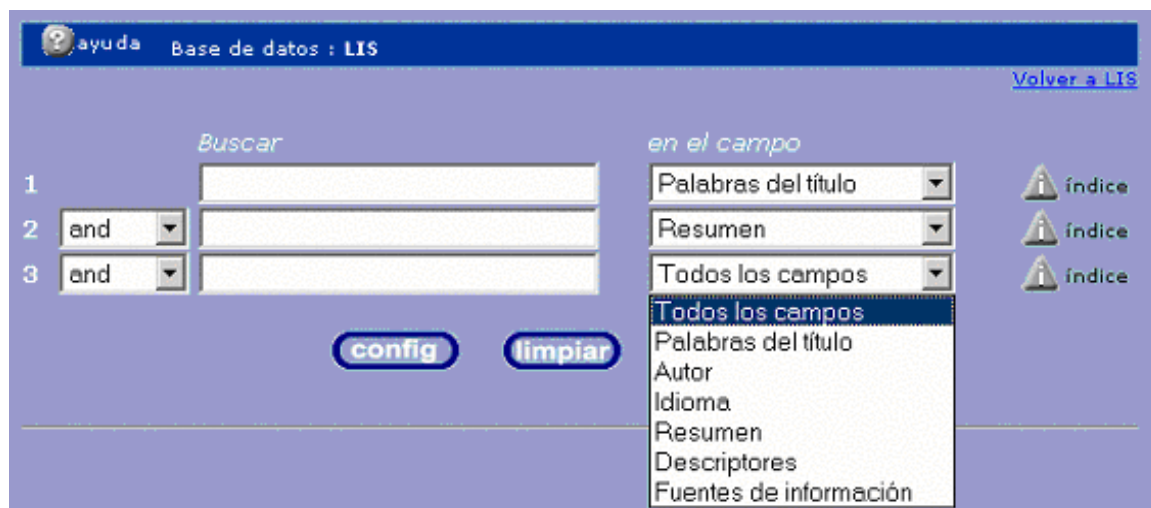 ayuda Base de datos : LIS
Volver a LIS
Buscar en el campo
1 Palabras del título índice
2 and Resumen índice
3 and Todos los campos índice
Todos los campos
config limpiar Palabras del título
Autor
Idioma
Resumen
Descriptores
Fuentes de información